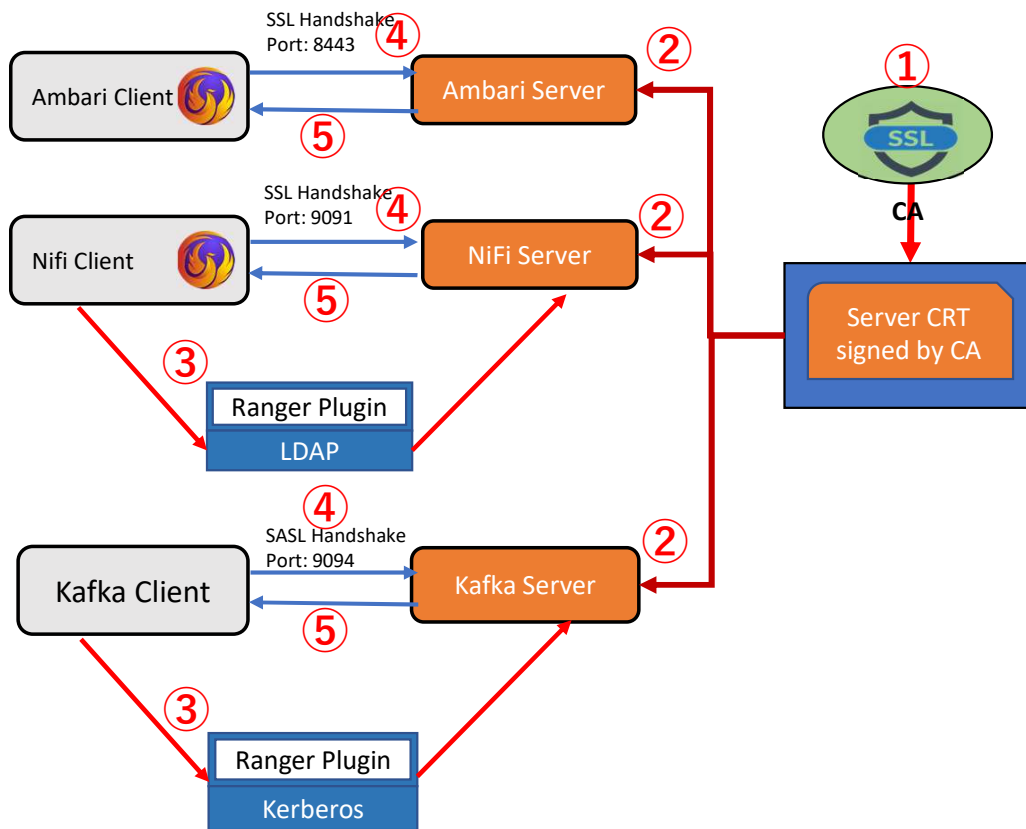 SSL Handshake
Port: 8443
④
②
①
Ambari Client
Ambari Server
SSL
⑤
CA
SSL Handshake
Port: 9091
④
②
Nifi Client
NiFi Server
⑤
Server CRT
signed by CA
③
Ranger Plugin
LDAP
④
SASL Handshake
Port: 9094
②
Kafka Client
Kafka Server
⑤
③
Ranger Plugin
Kerberos